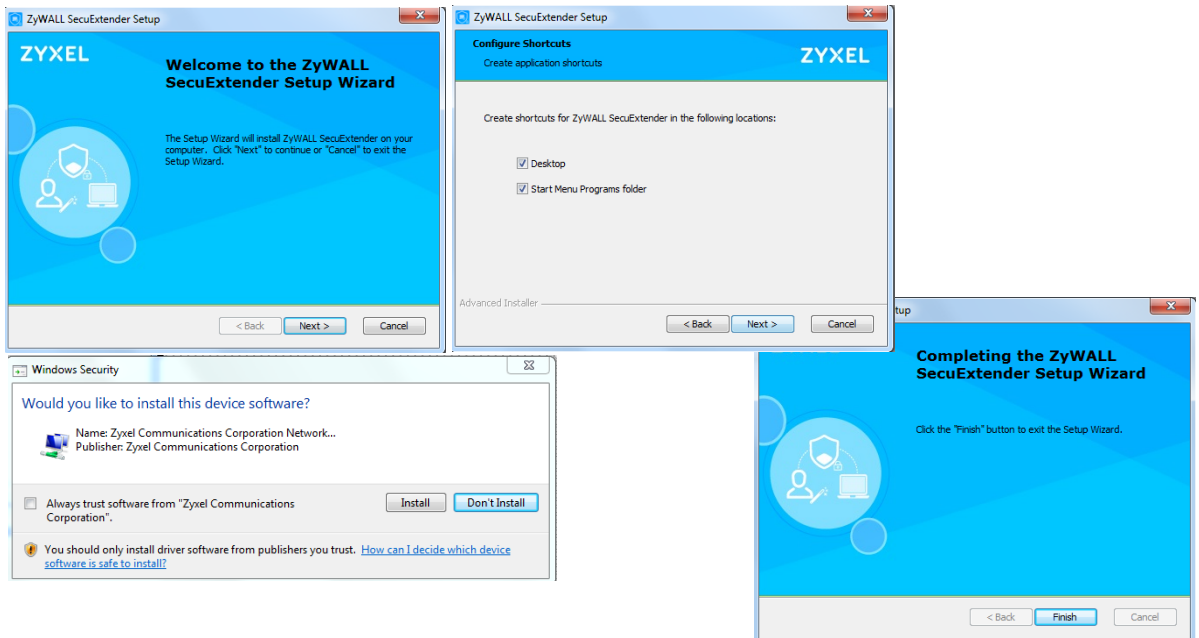 ZyWALL SecuExtender Setup
ZYXEL
Welcome to the ZyWALL
SecuExtender Setup Wizard
The Setup Wizard will install ZyWALL SecuExtender on your
computer. Click "Next" to continue or "Cancel" to exit the
Setup Wizard.
< Back
Next >
Cancel
ZyWALL SecuExtender Setup
Configure Shortcuts
Create application shortcuts
ZYXEL
Create shortcuts for ZyWALL SecuExtender in the following locations:
Desktop
Start Menu Programs folder
Advanced Installer
< Back
Next >
Cancel
Windows Security
Would you like to install this device software?
Name: Zyxel Communications Corporation Network...
Publisher: Zyxel Communications Corporation
Always trust software from "Zyxel Communications
Corporation".
Install
Don't Install
You should only install driver software from publishers you trust. How can I decide which device
software is safe to install?
tup
Completing the ZyWALL
SecuExtender Setup Wizard
Click the "Finish" button to exit the Setup Wizard.
< Back
Finish
Cancel